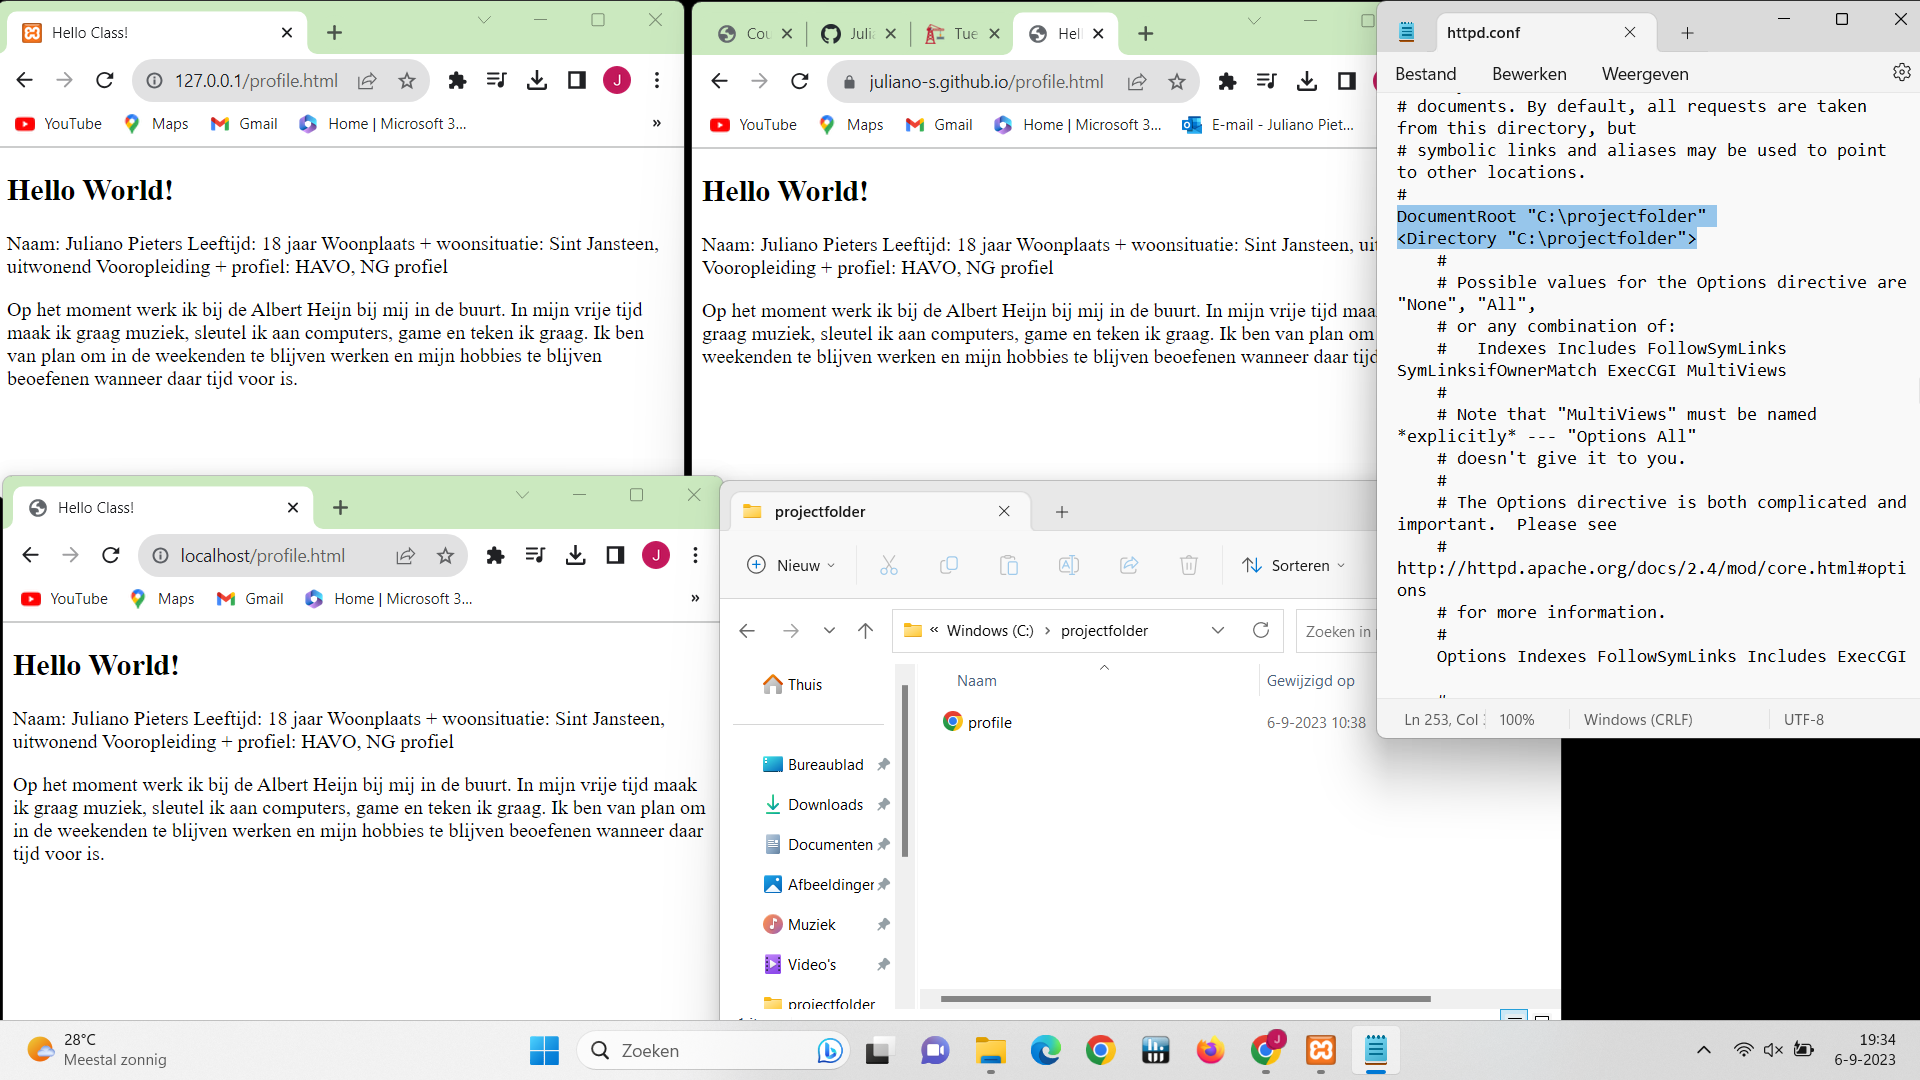 Hello Class!
127.0.0.1/profile.html
YouTube Maps Gmail Home | Microsoft 3... »
Hello World!
Naam: Juliano Pieters Leeftijd: 18 jaar Woonplaats + woonsituatie: Sint Jansteen,
uitwonend Vooropleiding + profiel: HAVO, NG profiel
Op het moment werk ik bij de Albert Heijn bij mij in de buurt. In mijn vrije tijd
maak ik graag muziek, sleutel ik aan computers, game en teken ik graag. Ik ben
van plan om in de weekenden te blijven werken en mijn hobbies te blijven
beoefenen wanneer daar tijd voor is.
Cou Julia Tue Hell
juliano-s.github.io/profile.html
YouTube Maps Gmail Home | Microsoft 3... E-mail - Juliano Piet...
Hello World!
Naam: Juliano Pieters Leeftijd: 18 jaar Woonplaats + woonsituatie: Sint Jansteen,
Vooropleiding + profiel: HAVO, NG profiel
Op het moment werk ik bij de Albert Heijn bij mij in de buurt. In mijn vrije tijd
graag muziek, sleutel ik aan computers, game en teken ik graag. Ik ben van plan om
weekenden te blijven werken en mijn hobbies te blijven beoefenen wanneer daar tijd
httpd.conf
Bestand Bewerken Weergeven
# documents. By default, all requests are taken
from this directory, but
# symbolic links and aliases may be used to point
to other locations.
#
DocumentRoot "C:\projectfolder"
<Directory "C:\projectfolder">
#
# Possible values for the Options directive are
"None", "All",
# or any combination of:
# Indexes Includes FollowSymLinks
SymLinksifOwnerMatch ExecCGI MultiViews
#
# Note that "MultiViews" must be named
*explicitly* --- "Options All"
# doesn't give it to you.
#
# The Options directive is both complicated and
important. Please see
#
http://httpd.apache.org/docs/2.4/mod/core.html#opti
ons
# for more information.
#
Options Indexes FollowSymLinks Includes ExecCGI
#
Ln 253, Col 100% Windows (CRLF) UTF-8
Hello Class!
localhost/profile.html
J
YouTube Maps Gmail Home | Microsoft 3... »
Hello World!
Naam: Juliano Pieters Leeftijd: 18 jaar Woonplaats + woonsituatie: Sint Jansteen,
uitwonend Vooropleiding + profiel: HAVO, NG profiel
Op het moment werk ik bij de Albert Heijn bij mij in de buurt. In mijn vrije tijd maak
ik graag muziek, sleutel ik aan computers, game en teken ik graag. Ik ben van plan om
in de weekenden te blijven werken en mijn hobbies te blijven beoefenen wanneer daar
tijd voor is.
projectfolder
Nieuw Sorteren
« Windows (C:) › projectfolder
Zoeken in
Thuis
Bureaublad
Downloads
Documenten
Afbeeldingen
Muziek
Video's
projectfolder
Naam Gewijzigd op
profile 6-9-2023 10:38
28°C
Meestal zonnig
Zoeken
19:34
6-9-2023